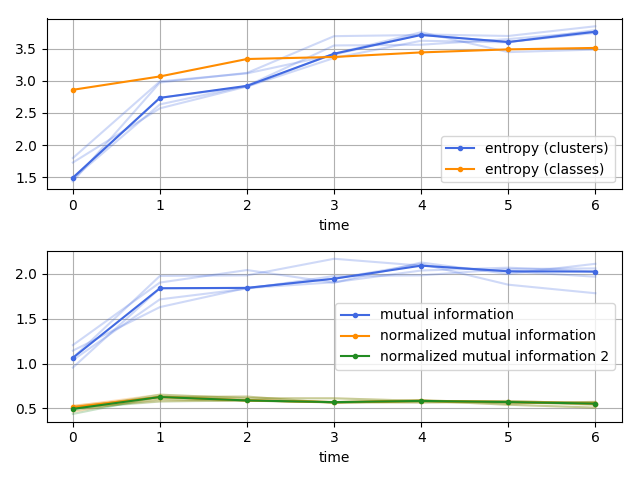 3.5
3.0
2.5
2.0
1.5
entropy (clusters)
entropy (classes)
0 1 2 3 4 5 6
time
2.0
1.5
1.0
0.5
mutual information
normalized mutual information
normalized mutual information 2
0 1 2 3 4 5 6
time